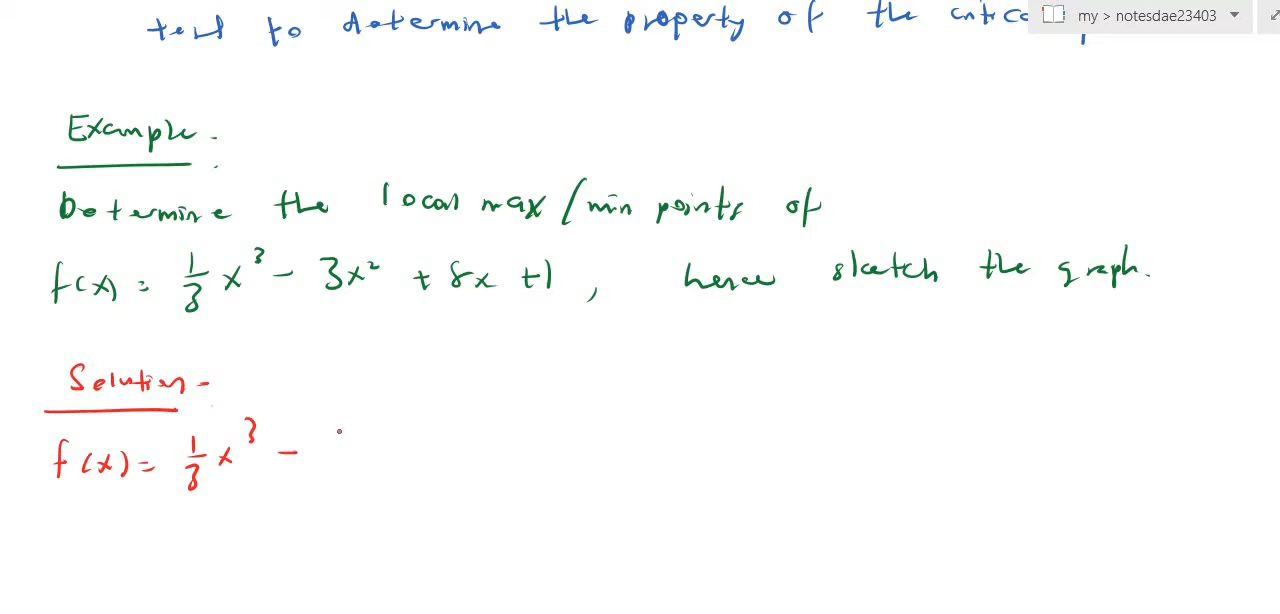 test to determine the property of the critical
my > notesdae23403
Example.
Determine the local max/min points of
f(x) = 1/3 x³ - 3x² + 8x + 1, hence sketch the graph.
Solution -
f(x) = 1/3 x³ -